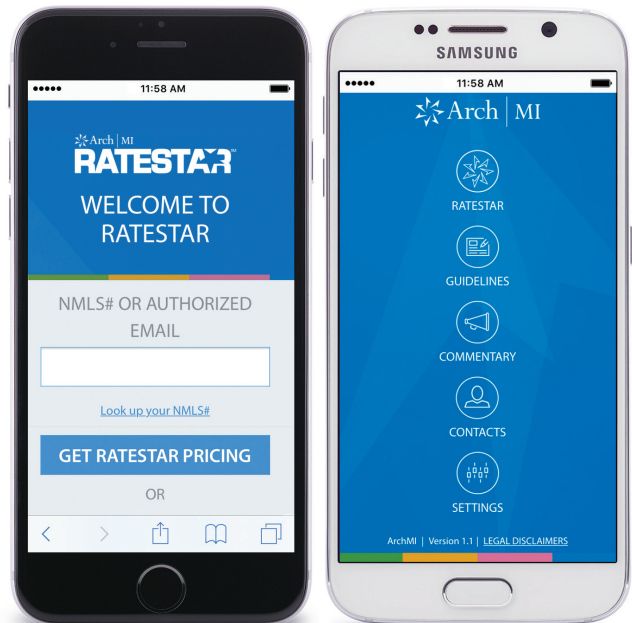 11:58 AM
Arch | MI
RATESTAR℠
WELCOME TO
RATESTAR
NMLS# OR AUTHORIZED
EMAIL
Look up your NMLS#
GET RATESTAR PRICING
OR
SAMSUNG
11:58 AM
Arch | MI
RATESTAR
GUIDELINES
COMMENTARY
CONTACTS
SETTINGS
ArchMI | Version 1.1 | LEGAL DISCLAIMERS